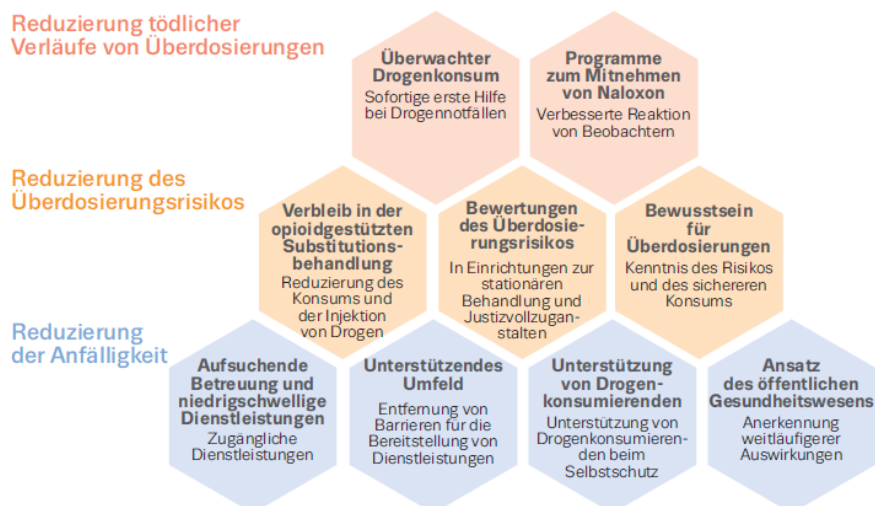 Reduzierung tödlicher
Verläufe von Überdosierungen
Überwachter
Drogenkonsum
Sofortige erste Hilfe
bei Drogennotfällen
Programme
zum Mitnehmen
von Naloxon
Verbesserte Reaktion
von Beobachtern
Reduzierung des
Überdosierungsrisikos
Verbleib in der
opioidgestützten
Substitutions-
behandlung
Reduzierung des
Konsums und
der Injektion
von Drogen
Bewertungen
des Überdosie-
rungsrisikos
In Einrichtungen zur
stationären
Behandlung und
Justizvollzugan-
stalten
Bewusstsein
für
Überdosierungen
Kenntnis des Risikos
und des sichereren
Konsums
Reduzierung
der Anfälligkeit
Aufsuchende
Betreuung und
niedrigschwellige
Dienstleistungen
Zugängliche
Dienstleistungen
Unterstützendes
Umfeld
Entfernung von
Barrieren für die
Bereitstellung von
Dienstleistungen
Unterstützung
von Drogen-
konsumierenden
Unterstützung von
Drogenkonsumieren-
den beim
Selbstschutz
Ansatz
des öffentlichen
Gesundheitswesens
Anerkennung
weitläufigerer
Auswirkungen